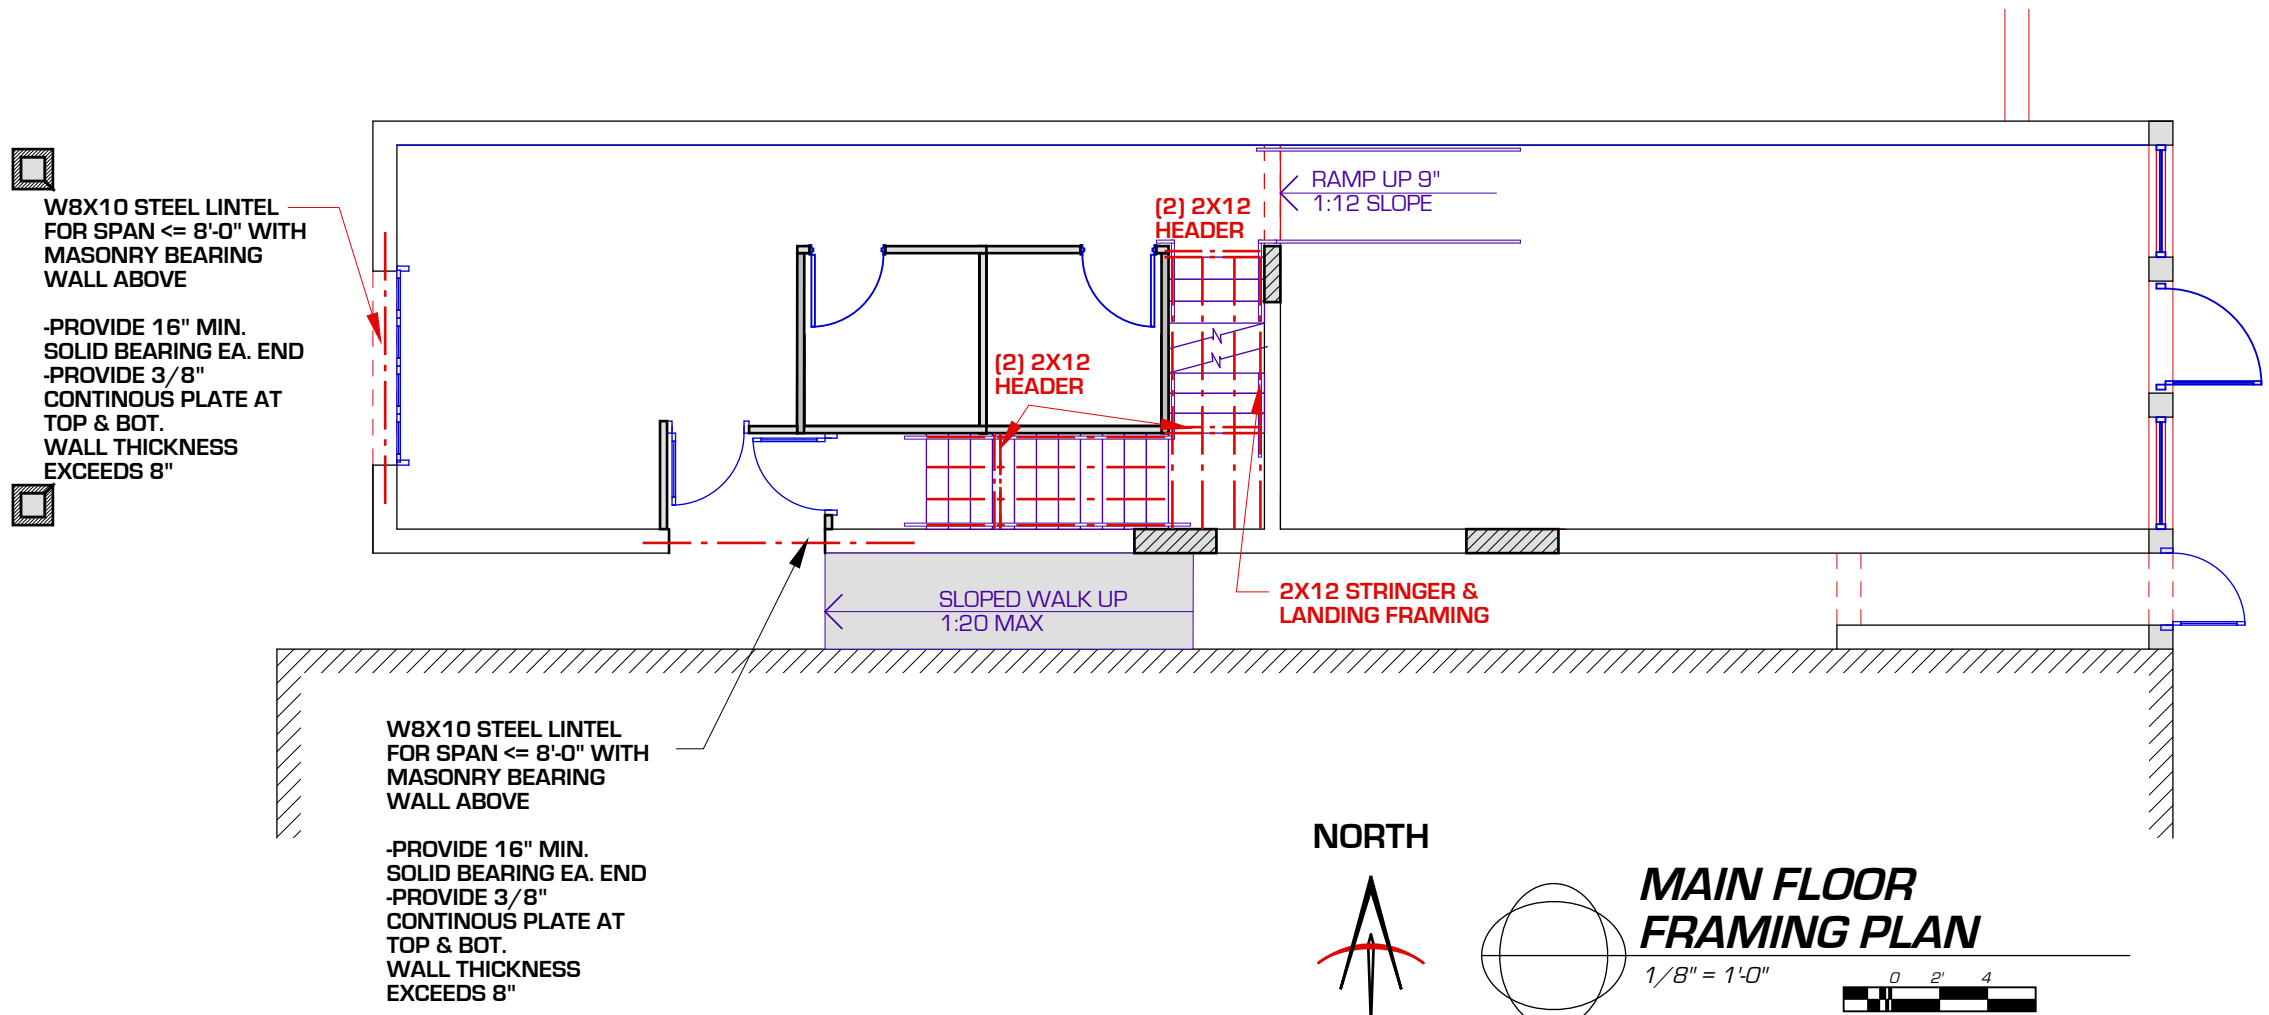 W8X10 STEEL LINTEL
FOR SPAN <= 8'-0" WITH
MASONRY BEARING
WALL ABOVE
-PROVIDE 16" MIN.
SOLID BEARING EA. END
-PROVIDE 3/8"
CONTINOUS PLATE AT
TOP & BOT.
WALL THICKNESS
EXCEEDS 8"
(2) 2X12
HEADER
RAMP UP 9"
1:12 SLOPE
(2) 2X12
HEADER
SLOPED WALK UP
1:20 MAX
2X12 STRINGER &
LANDING FRAMING
W8X10 STEEL LINTEL
FOR SPAN <= 8'-0" WITH
MASONRY BEARING
WALL ABOVE
-PROVIDE 16" MIN.
SOLID BEARING EA. END
-PROVIDE 3/8"
CONTINOUS PLATE AT
TOP & BOT.
WALL THICKNESS
EXCEEDS 8"
NORTH
MAIN FLOOR
FRAMING PLAN
1/8" = 1'-0"
0 2' 4